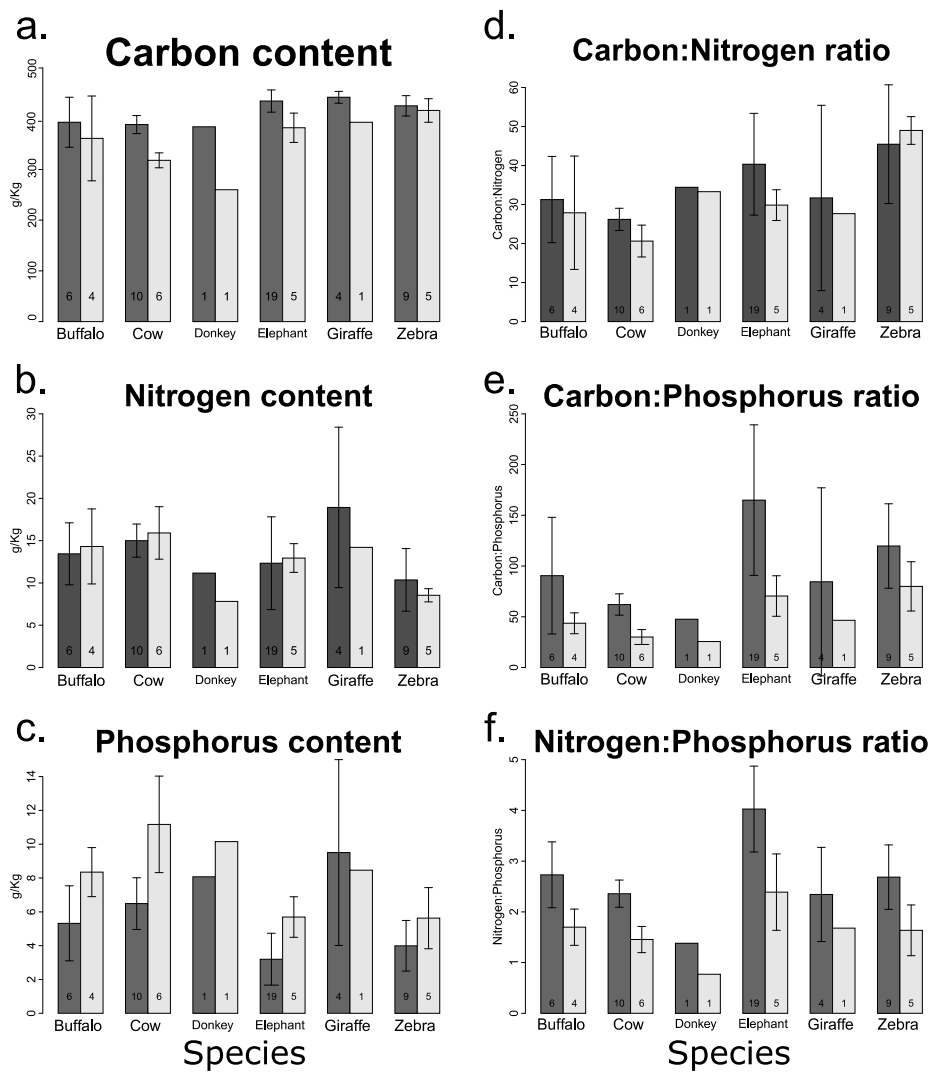 a.
Carbon content
g/Kg
500
400
300
200
100
0
6 4 10 6 1 1 19 5 4 1 9 5
Buffalo Cow Donkey Elephant Giraffe Zebra
b.
Nitrogen content
g/Kg
30
25
20
15
10
5
0
6 4 10 6 1 1 19 5 4 1 9 5
Buffalo Cow Donkey Elephant Giraffe Zebra
c.
Phosphorus content
g/Kg
14
12
10
8
6
4
2
0
6 4 10 6 1 1 19 5 4 1 9 5
Buffalo Cow Donkey Elephant Giraffe Zebra
Species
d.
Carbon:Nitrogen ratio
Carbon:Nitrogen
60
50
40
30
20
10
0
6 4 10 6 1 1 19 5 4 1 9 5
Buffalo Cow Donkey Elephant Giraffe Zebra
e.
Carbon:Phosphorus ratio
Carbon:Phosphorus
250
200
150
100
50
0
6 4 10 6 1 1 19 5 4 1 9 5
Buffalo Cow Donkey Elephant Giraffe Zebra
f.
Nitrogen:Phosphorus ratio
Nitrogen:Phosphorus
5
4
3
2
1
0
6 4 10 6 1 1 19 5 4 1 9 5
Buffalo Cow Donkey Elephant Giraffe Zebra
Species